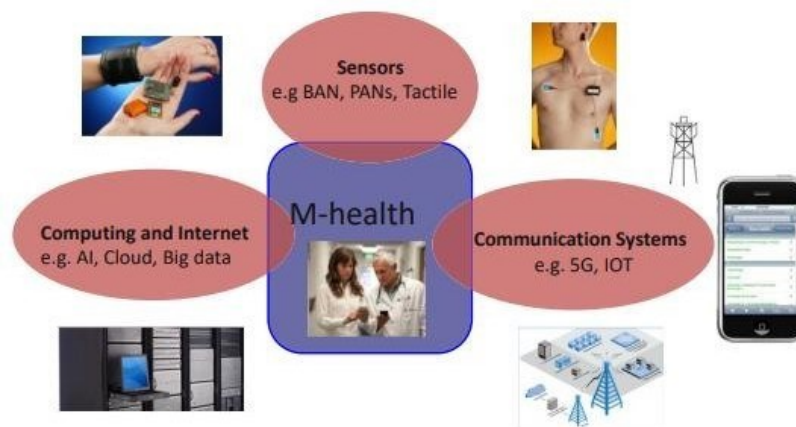 Sensors
e.g BAN, PANs, Tactile
M-health
Computing and Internet
e.g. AI, Cloud, Big data
Communication Systems
e.g. 5G, IOT